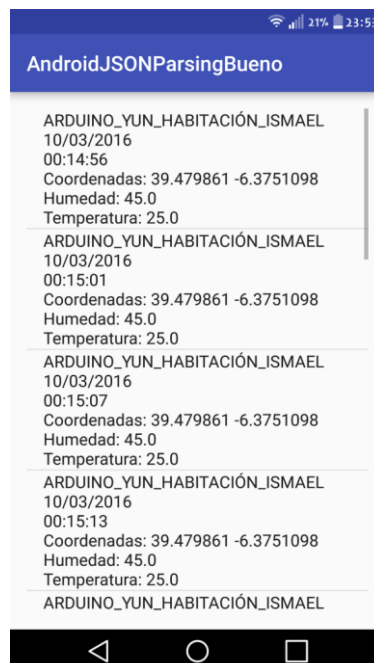 21% 23:53
AndroidJSONParsingBueno
ARDUINO_YUN_HABITACIÓN_ISMAEL
10/03/2016
00:14:56
Coordenadas: 39.479861 -6.3751098
Humedad: 45.0
Temperatura: 25.0
ARDUINO_YUN_HABITACIÓN_ISMAEL
10/03/2016
00:15:01
Coordenadas: 39.479861 -6.3751098
Humedad: 45.0
Temperatura: 25.0
ARDUINO_YUN_HABITACIÓN_ISMAEL
10/03/2016
00:15:07
Coordenadas: 39.479861 -6.3751098
Humedad: 45.0
Temperatura: 25.0
ARDUINO_YUN_HABITACIÓN_ISMAEL
10/03/2016
00:15:13
Coordenadas: 39.479861 -6.3751098
Humedad: 45.0
Temperatura: 25.0
ARDUINO_YUN_HABITACIÓN_ISMAEL